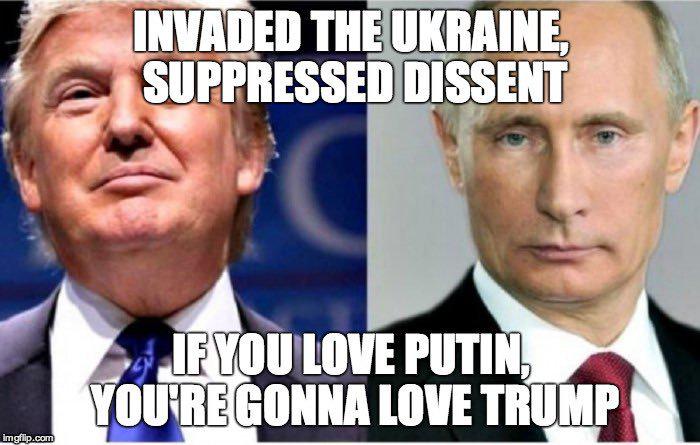 INVADED THE UKRAINE,
SUPPRESSED DISSENT
IF YOU LOVE PUTIN,
YOU'RE GONNA LOVE TRUMP
imgflip.com